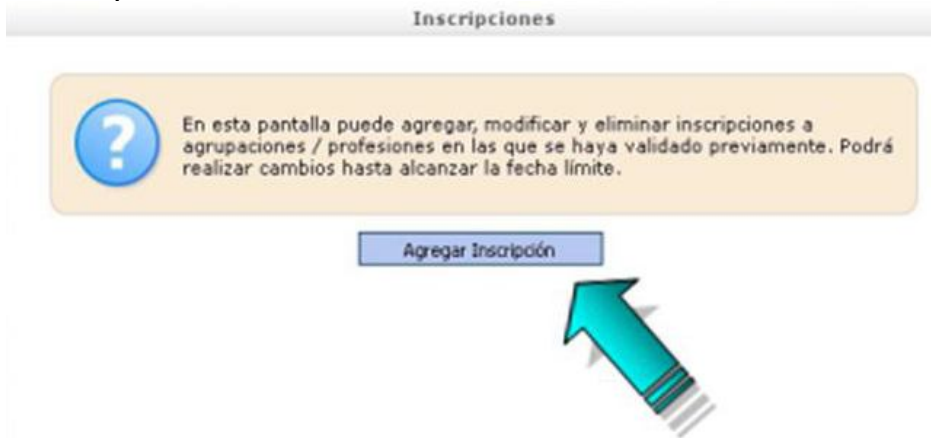 Inscripciones
?
En esta pantalla puede agregar, modificar y eliminar inscripciones a
agrupaciones / profesiones en las que se haya validado previamente. Podrá
realizar cambios hasta alcanzar la fecha límite.
Agregar Inscripción